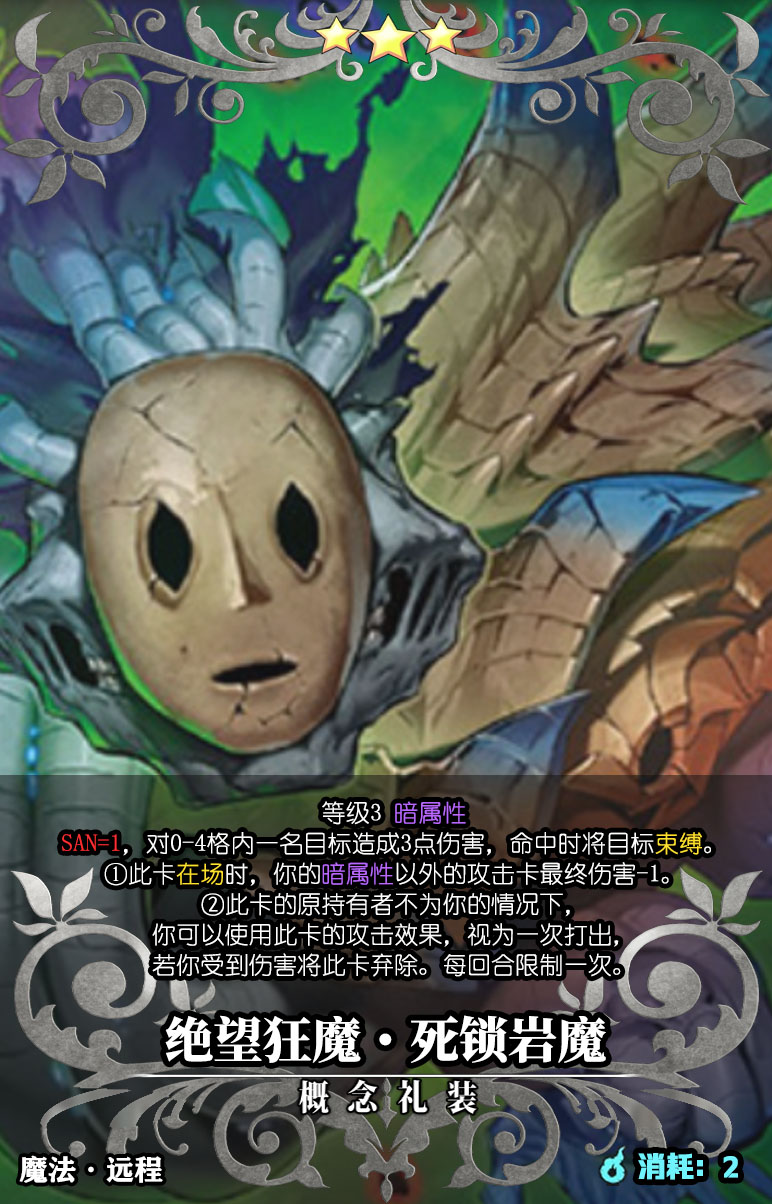 等级3 暗属性
SAN=1，对0-4格内一名目标造成3点伤害，命中时将目标束缚。
①此卡在场时，你的暗属性以外的攻击卡最终伤害-1。
②此卡的原持有者不为你的情况下，
你可以使用此卡的攻击效果，视为一次打出，
若你受到伤害将此卡弃除。每回合限制一次。
绝望狂魔·死锁岩魔
概念礼装
魔法·远程
消耗：2